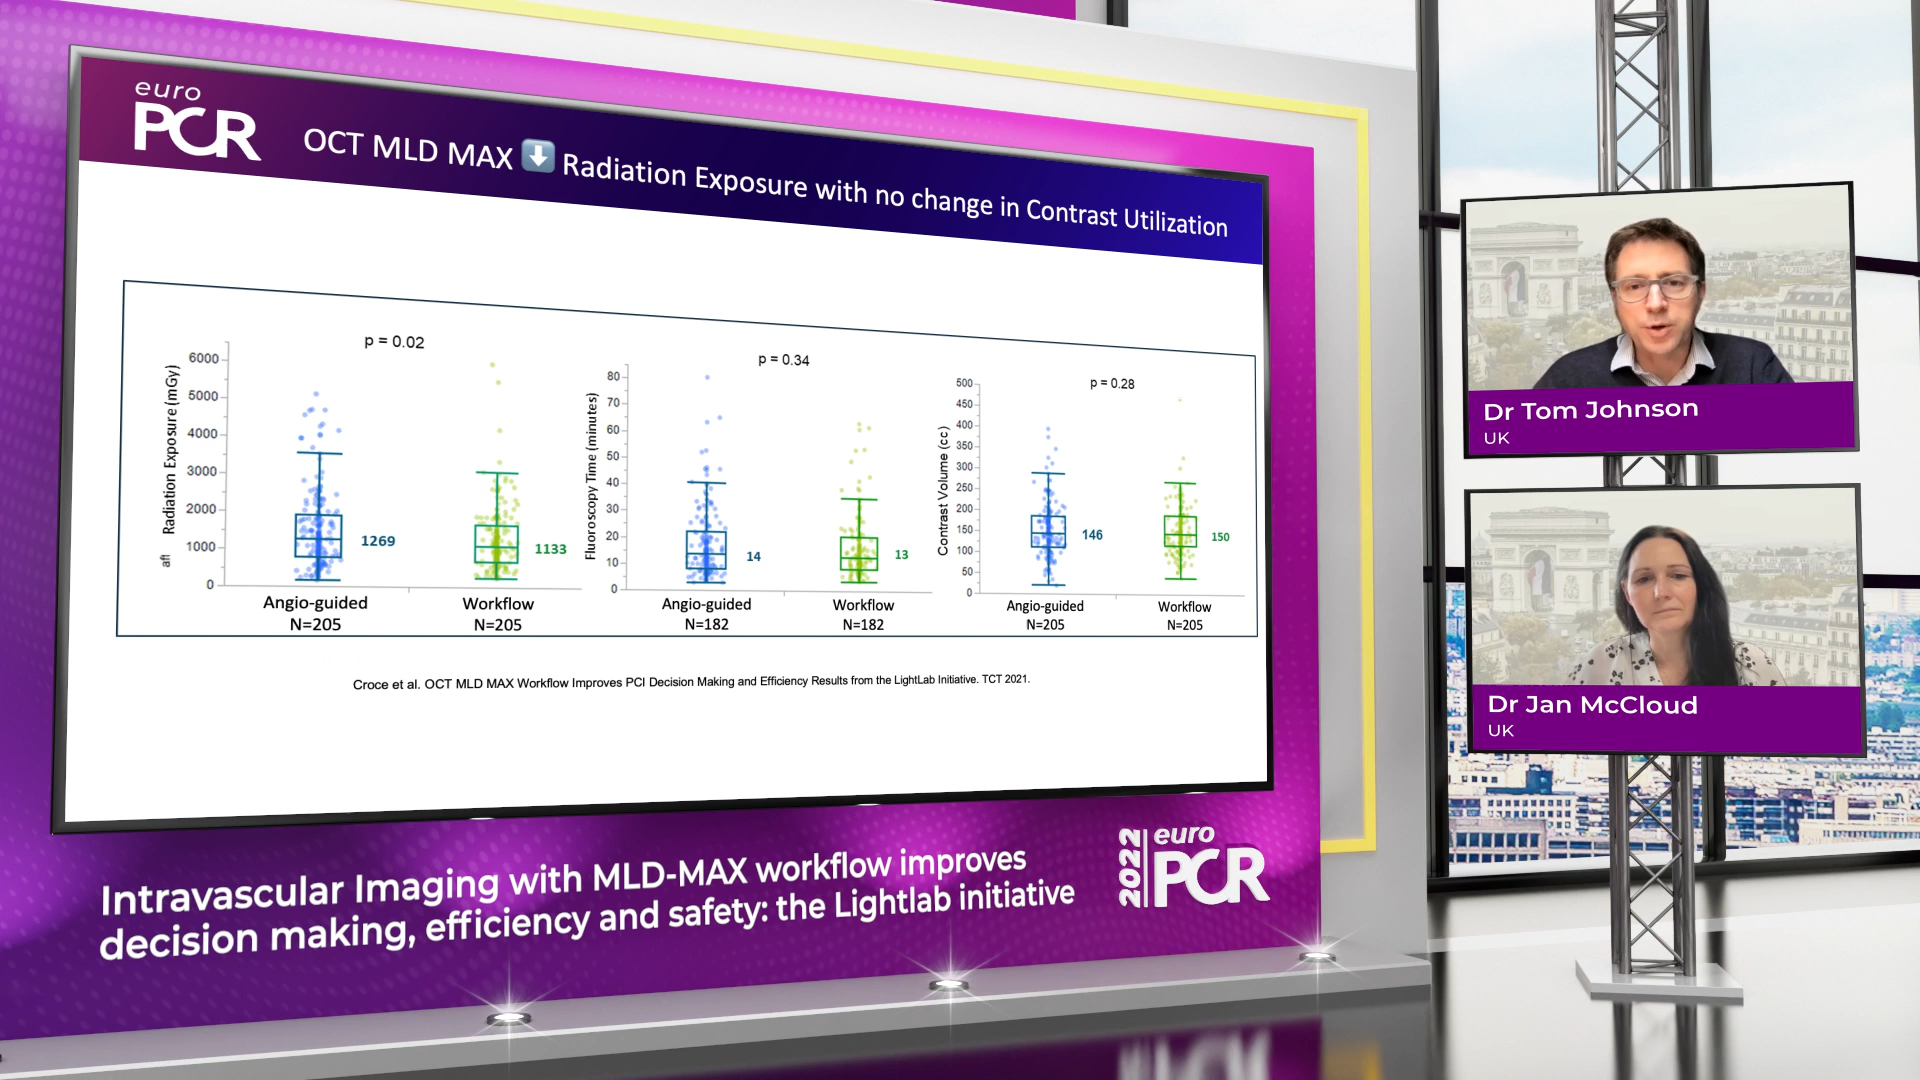 euro
PCR
OCT MLD MAX ⬇ Radiation Exposure with no change in Contrast Utilization
p = 0.02
Radiation Exposure (mGy)
afi
6000
5000
4000
3000
2000
1000
0
1269
1133
Angio-guided
N=205
Workflow
N=205
p = 0.34
Fluoroscopy Time (minutes)
80
70
60
50
40
30
20
10
0
14
13
Angio-guided
N=182
Workflow
N=182
p = 0.28
Contrast Volume (cc)
500
450
400
350
300
250
200
150
100
50
0
146
150
Angio-guided
N=205
Workflow
N=205
Croce et al. OCT MLD MAX Workflow Improves PCI Decision Making and Efficiency Results from the LightLab Initiative. TCT 2021.
Intravascular Imaging with MLD-MAX workflow improves
decision making, efficiency and safety: the Lightlab initiative
2022
euro
PCR
Dr Tom Johnson
UK
Dr Jan McCloud
UK